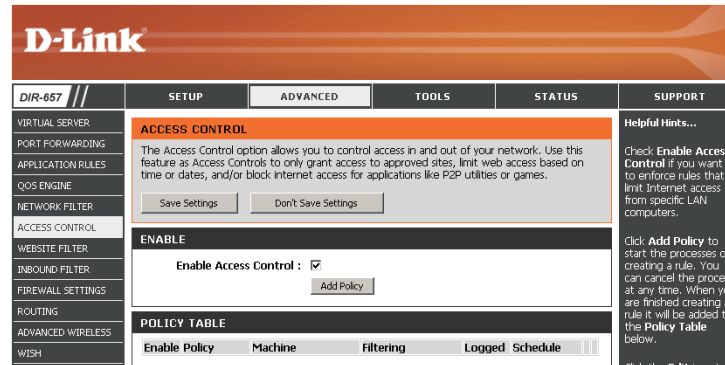 D-Link
DIR-657
SETUP
ADVANCED
TOOLS
STATUS
SUPPORT
VIRTUAL SERVER
PORT FORWARDING
APPLICATION RULES
QOS ENGINE
NETWORK FILTER
ACCESS CONTROL
WEBSITE FILTER
INBOUND FILTER
FIREWALL SETTINGS
ROUTING
ADVANCED WIRELESS
WISH
ACCESS CONTROL
The Access Control option allows you to control access in and out of your network. Use this
feature as Access Controls to only grant access to approved sites, limit web access based on
time or dates, and/or block internet access for applications like P2P utilities or games.
Save Settings
Don't Save Settings
ENABLE
Enable Access Control :
Add Policy
POLICY TABLE
Enable Policy Machine Filtering Logged Schedule
Helpful Hints...
Check Enable Acces
Control if you want
to enforce rules that
limit Internet access
from specific LAN
computers.
Click Add Policy to
start the processes o
creating a rule. You
can cancel the proce
at any time. When yo
are finished creating
rule it will be added t
the Policy Table
below.